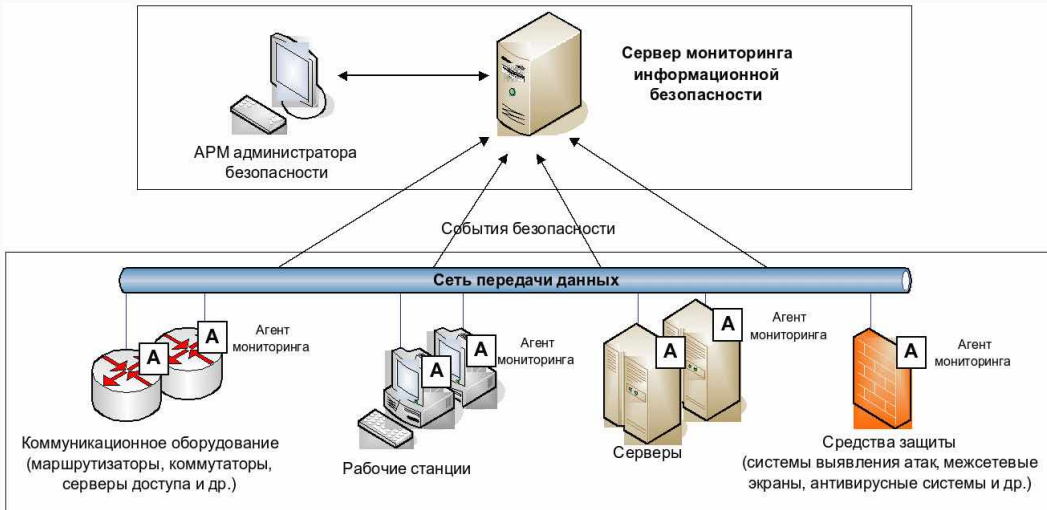 Сервер мониторинга
информационной
безопасности
АРМ администратора
безопасности
События безопасности
Сеть передачи данных
А
А
Агент
мониторинга
А
А
Агент
мониторинга
А
А
Агент
мониторинга
А
Агент
мониторинга
Коммуникационное оборудование
(маршрутизаторы, коммутаторы,
серверы доступа и др.)
Рабочие станции
Серверы
Средства защиты
(системы выявления атак, межсетевые
экраны, антивирусные системы и др.)